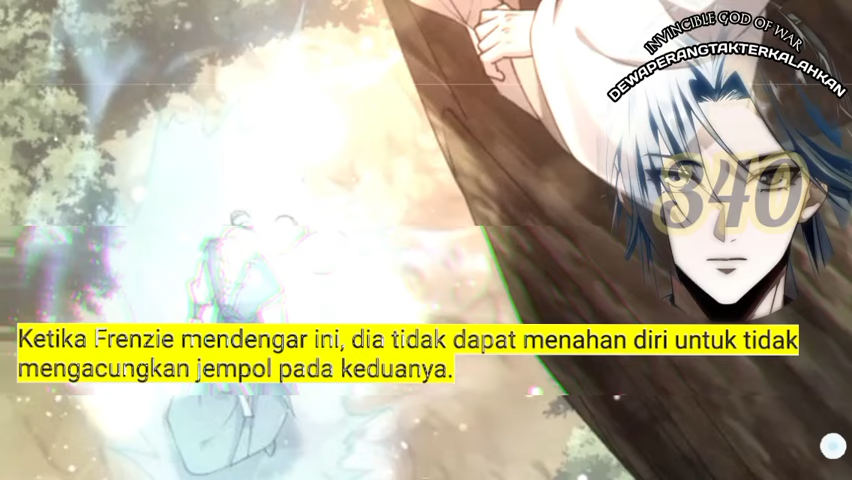 INVINCIBLE GOD OF WAR
DEWAPERANGTAKTERKALAHKAN
340
Ketika Frenzie mendengar ini, dia tidak dapat menahan diri untuk tidak
mengacungkan jempol pada keduanya.